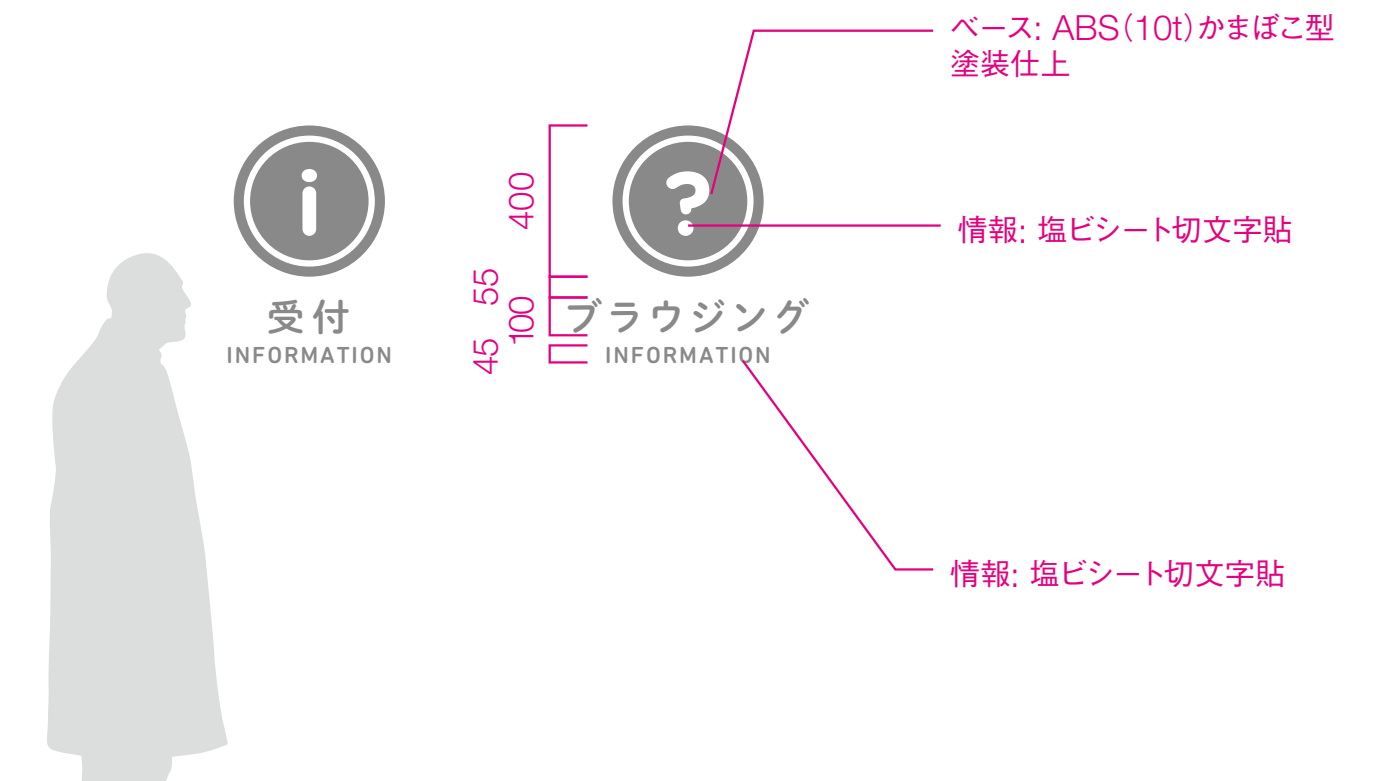 ベース: ABS(10t)かまぼこ型
塗装仕上
i
?
400
情報: 塩ビシート切文字貼
55
100
受付
ブラウジング
45
INFORMATION
INFORMATION
情報: 塩ビシート切文字貼